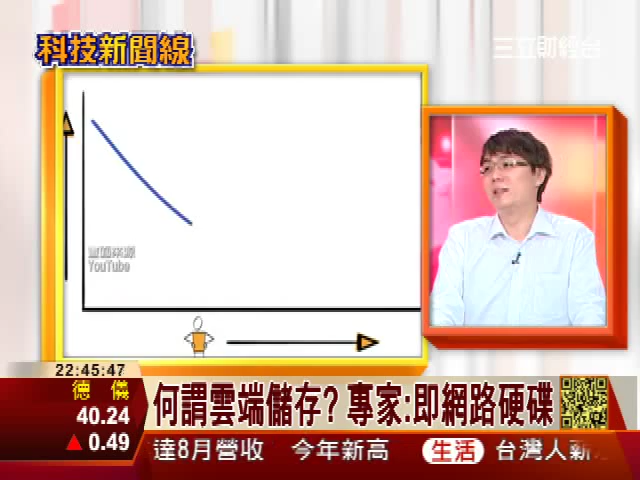 科技新聞線
三立財經台
畫面來源
YouTube
22:45:47
德 儀
40.24
▲0.49
何謂雲端儲存? 專家:即網路硬碟
達8月營收 今年新高
生活
台灣人新